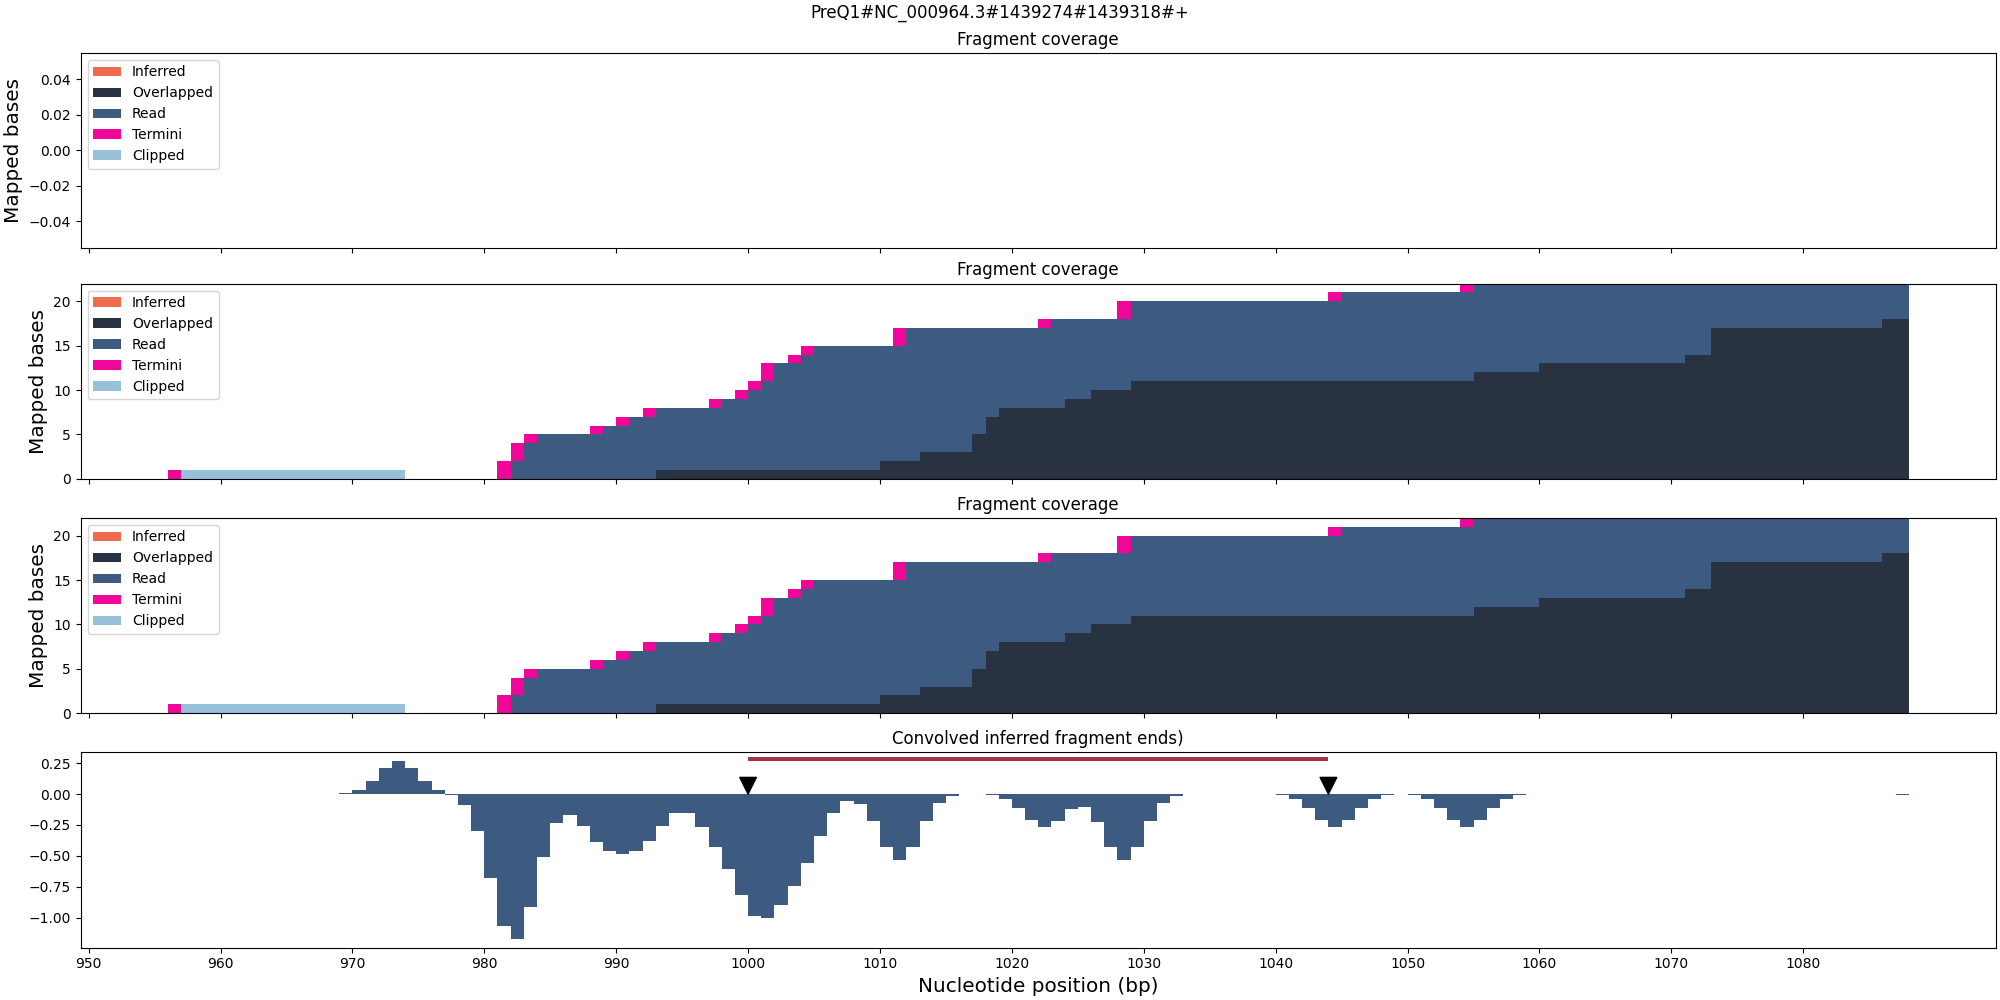 PreQ1#NC_000964.3#1439274#1439318#+
Fragment coverage
Inferred
Overlapped
Read
Termini
Clipped
Mapped bases
0.04
0.02
0.00
−0.02
−0.04
Fragment coverage
Inferred
Overlapped
Read
Termini
Clipped
Mapped bases
20
15
10
5
0
Fragment coverage
Inferred
Overlapped
Read
Termini
Clipped
Mapped bases
20
15
10
5
0
Convolved inferred fragment ends)
0.25
0.00
−0.25
−0.50
−0.75
−1.00
950 960 970 980 990 1000 1010 1020 1030 1040 1050 1060 1070 1080
Nucleotide position (bp)